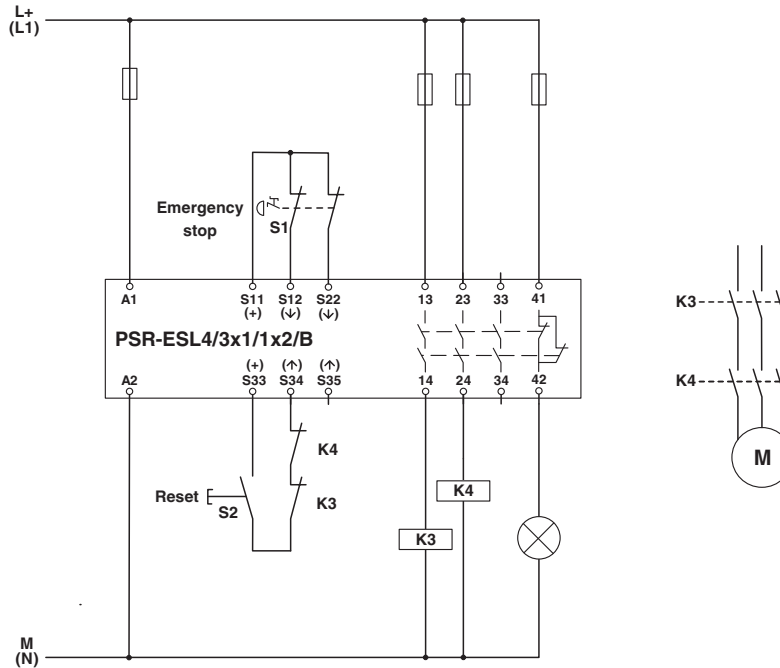 L+
(L1)
Emergency
stop
S1
A1 S11 S12 S22 13 23 33 41
(+) (↓) (↓)
PSR-ESL4/3x1/1x2/B
(+) (↑) (↑)
A2 S33 S34 S35 14 24 34 42
K4
Reset
S2
K3
K4
K3
M
(N)
K3
K4
M